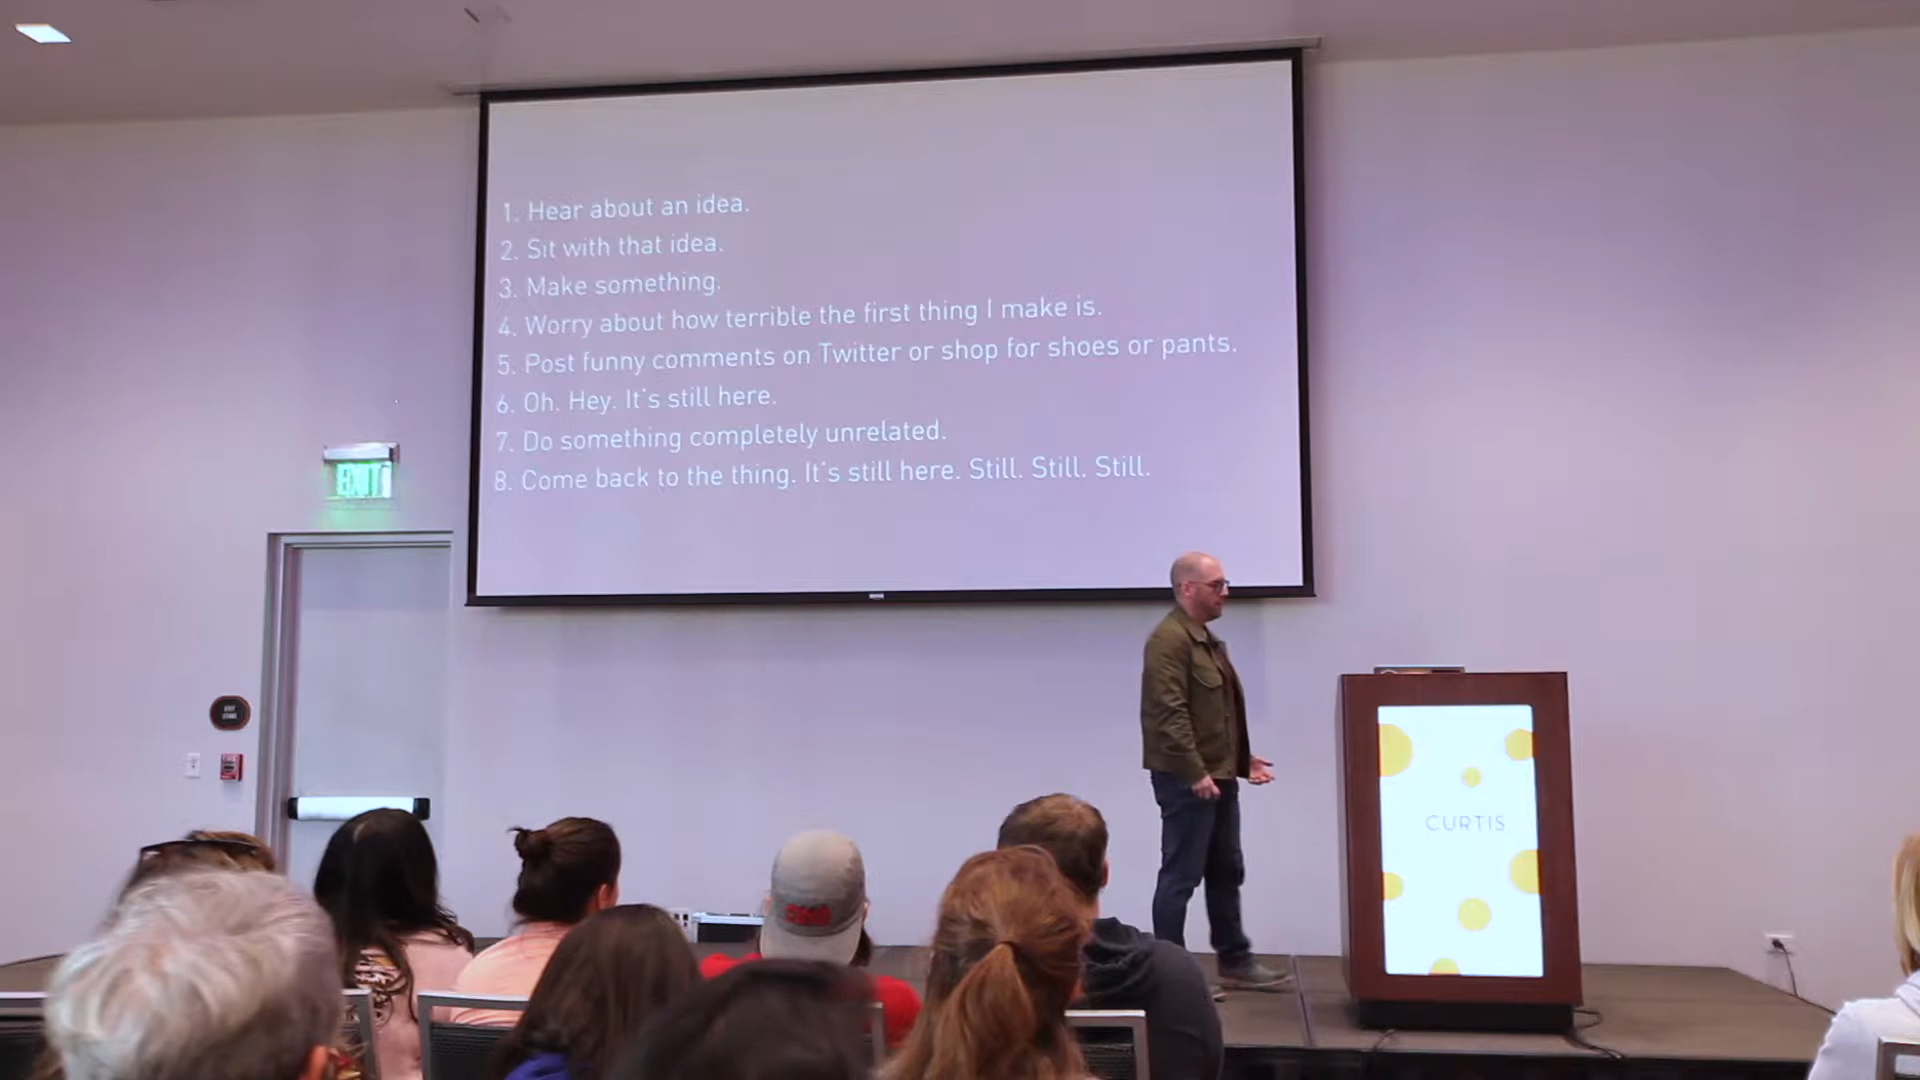 1. Hear about an idea.
2. Sit with that idea.
3. Make something.
4. Worry about how terrible the first thing I make is.
5. Post funny comments on Twitter or shop for shoes or pants.
6. Oh. Hey. It's still here.
7. Do something completely unrelated.
8. Come back to the thing. It's still here. Still. Still. Still.
EXIT
CURTIS